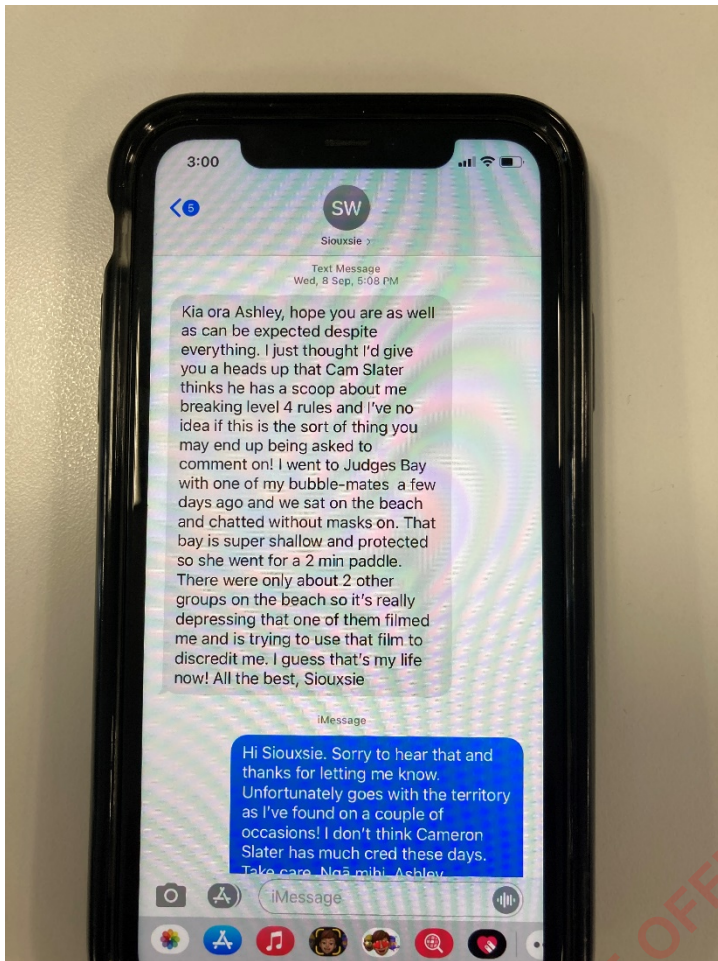 3:00
5
SW
Siouxsie
Text Message
Wed, 8 Sep, 5:08 PM
Kia ora Ashley, hope you are as well
as can be expected despite
everything. I just thought I'd give
you a heads up that Cam Slater
thinks he has a scoop about me
breaking level 4 rules and I've no
idea if this is the sort of thing you
may end up being asked to
comment on! I went to Judges Bay
with one of my bubble-mates a few
days ago and we sat on the beach
and chatted without masks on. That
bay is super shallow and protected
so she went for a 2 min paddle.
There were only about 2 other
groups on the beach so it's really
depressing that one of them filmed
me and is trying to use that film to
discredit me. I guess that's my life
now! All the best, Siouxsie
iMessage
Hi Siouxsie. Sorry to hear that and
thanks for letting me know.
Unfortunately goes with the territory
as I've found on a couple of
occasions! I don't think Cameron
Slater has much cred these days.
Take care. Ngā mihi, Ashley
iMessage